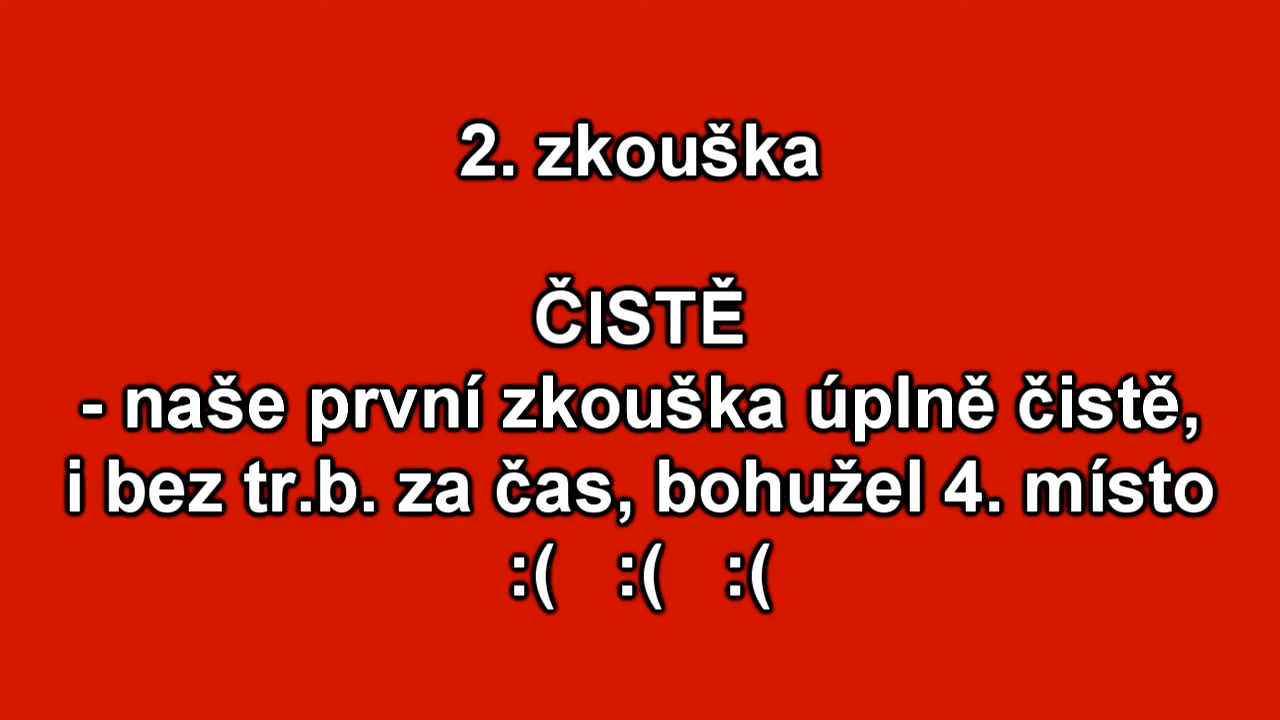 2. zkouška
ČISTĚ
- naše první zkouška úplně čistě,
i bez tr.b. za čas, bohužel 4. místo
:( :( :(